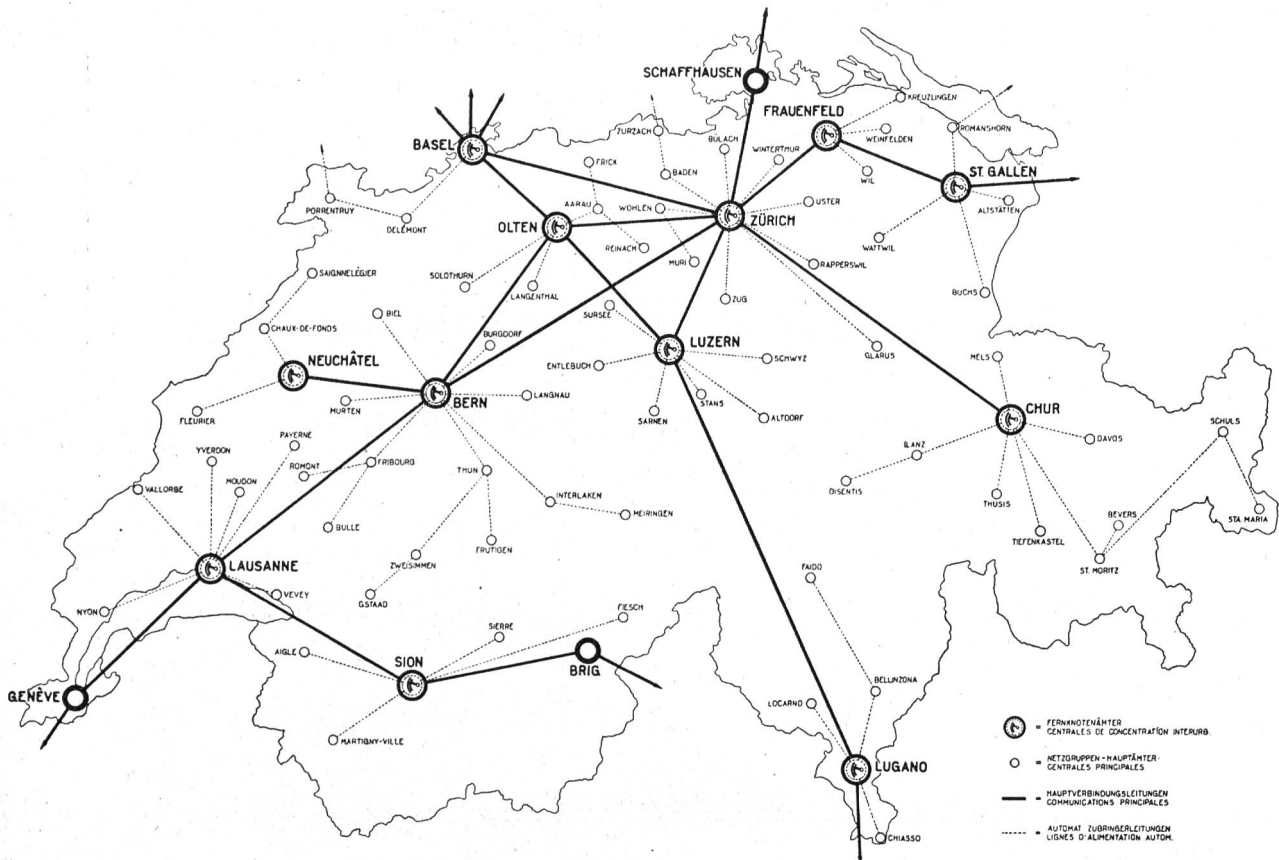 SCHAFFHAUSEN
KREUZLINGEN
FRAUENFELD
ROMANSHORN
ZURZACH
BÜLACH
WEINFELDEN
BASEL
FRICK
WINTERTHUR
BADEN
WIL
ST. GALLEN
PORRENTRUY
AARAU
WOHLEN
USTER
ALTSTÄTTEN
DELÉMONT
OLTEN
ZÜRICH
REINACH
WATTWIL
MURI
RAPPERSWIL
SAIGNELÉGIER
SOLOTHURN
LANGENTHAL
ZUG
BUCHS
BIEL
SURSEE
CHAUX-DE-FONDS
BURGDORF
LUZERN
GLARUS
NEUCHÂTEL
ENTLEBUCH
SCHWYZ
MELS
STANS
LANGNAU
BERN
MURTEN
FLEURIER
SARNEN
ALTDORF
CHUR
SCHULS
PAYERNE
DAVOS
YVERDON
ILANZ
ROMONT
FRIBOURG
THUN
VALLORBE
MOUDON
DISENTIS
INTERLAKEN
THUSIS
MEIRINGEN
BEVERS
STA. MARIA
BULLE
TIEFENKASTEL
FRUTIGEN
ZWEISIMMEN
ST. MORITZ
LAUSANNE
FAIDO
VEVEY
NYON
GSTAAD
FIESCH
SIERRE
AIGLE
SION
BRIG
BELLINZONA
GENÈVE
LOCARNO
MARTIGNY-VILLE
LUGANO
CHIASSO
= FERNKNOTENÄMTER
CENTRALES DE CONCENTRATION INTERURB.
= NETZGRUPPEN-HAUPTÄMTER-
CENTRALES PRINCIPALES
= HAUPTVERBINDUNGSLEITUNGEN
COMMUNICATIONS PRINCIPALES
= AUTOMAT ZUBRINGERLEITUNGEN
LIGNES D'ALIMENTATION AUTOM.